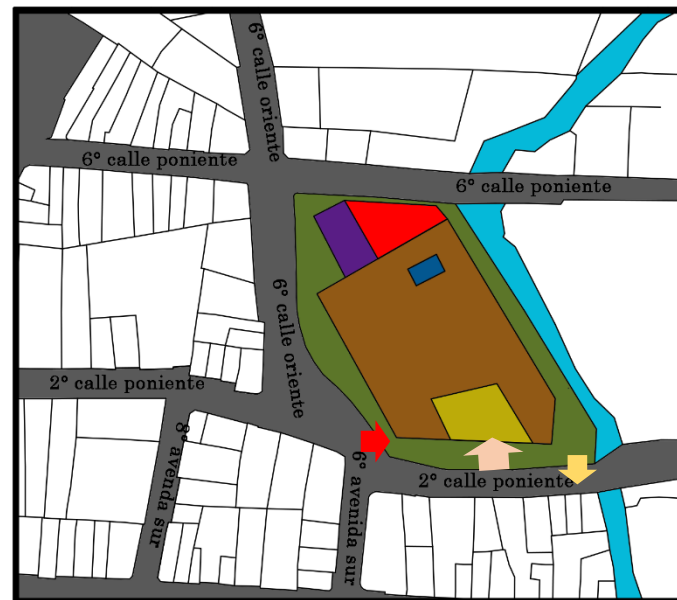 6° calle oriente
6° calle poniente
6° calle poniente
6° calle oriente
2° calle poniente
8° avenda sur
6° avenida sur
2° calle poniente